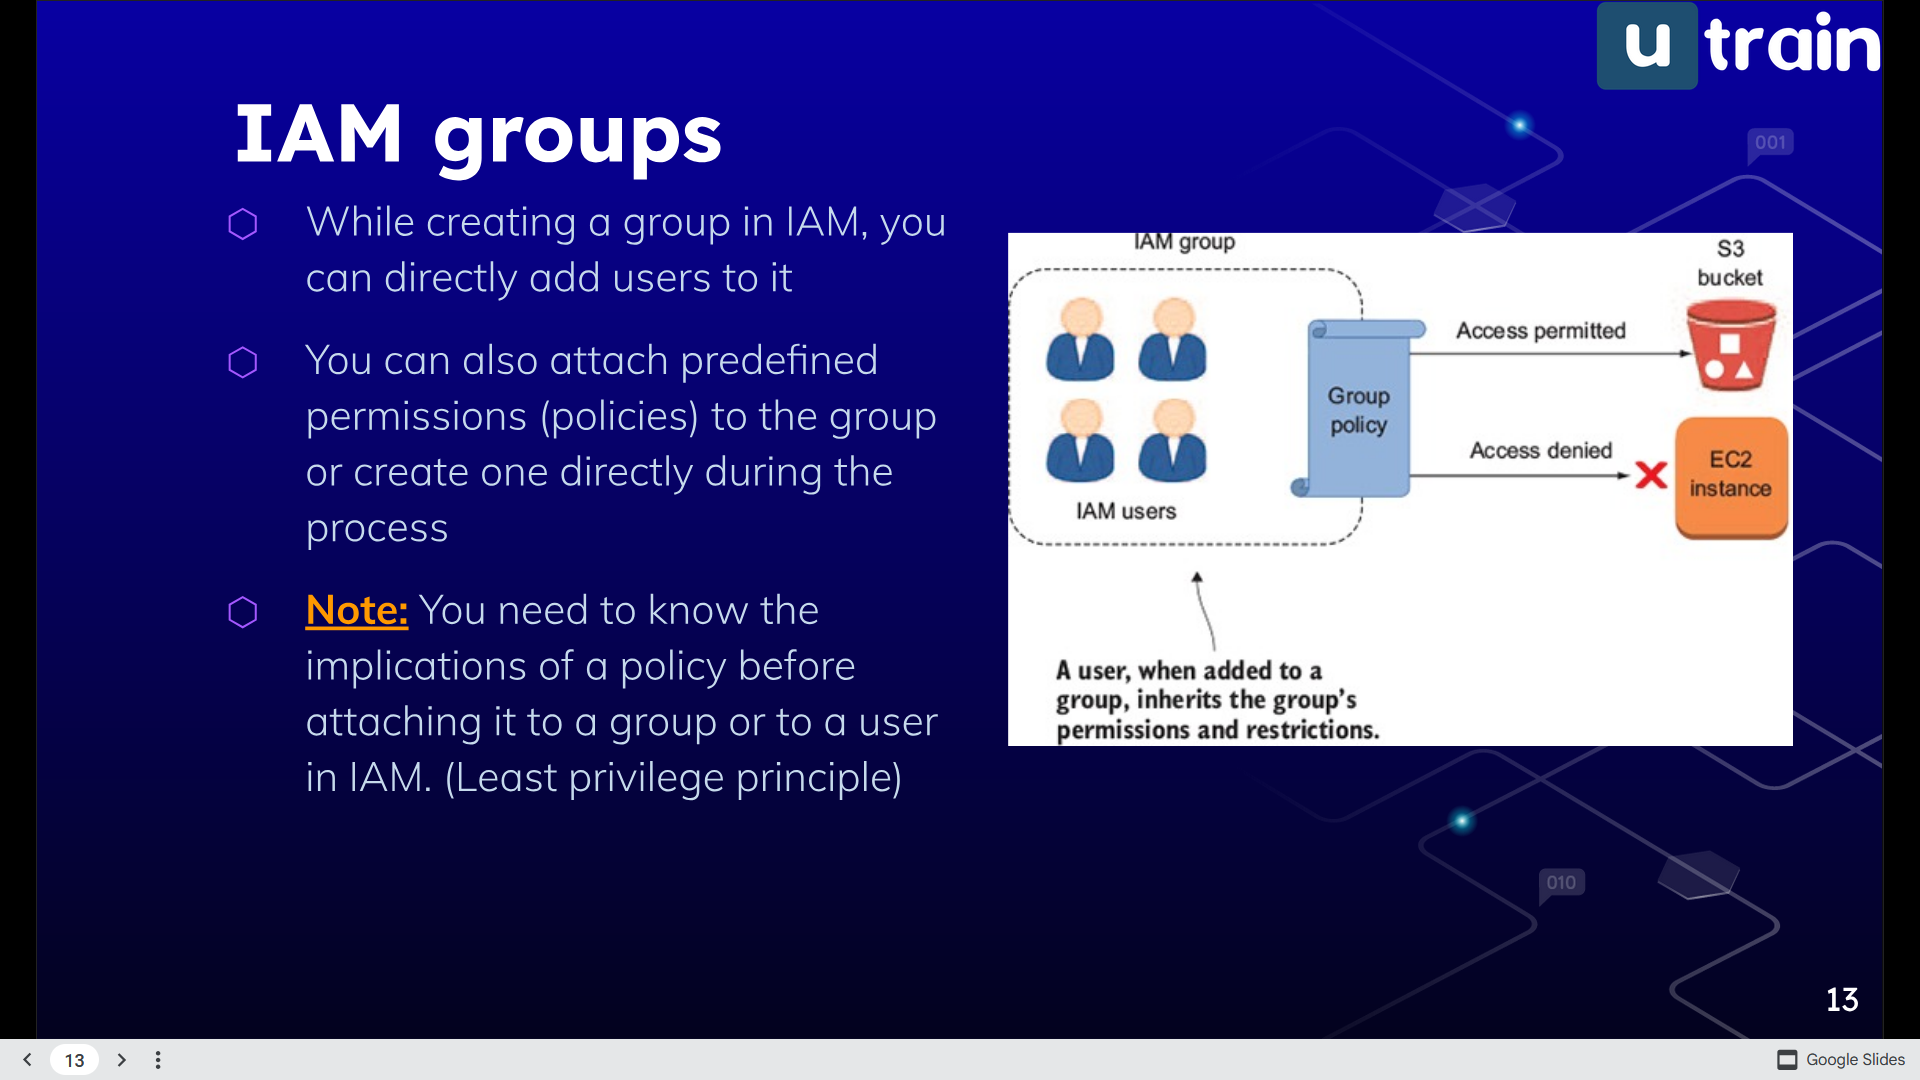 u train
IAM groups
While creating a group in IAM, you
can directly add users to it
You can also attach predefined
permissions (policies) to the group
or create one directly during the
process
Note: You need to know the
implications of a policy before
attaching it to a group or to a user
in IAM. (Least privilege principle)
001
IAM group
IAM users
Group
policy
Access permitted
S3
bucket
Access denied
EC2
instance
A user, when added to a
group, inherits the group's
permissions and restrictions.
010
13
13
Google Slides